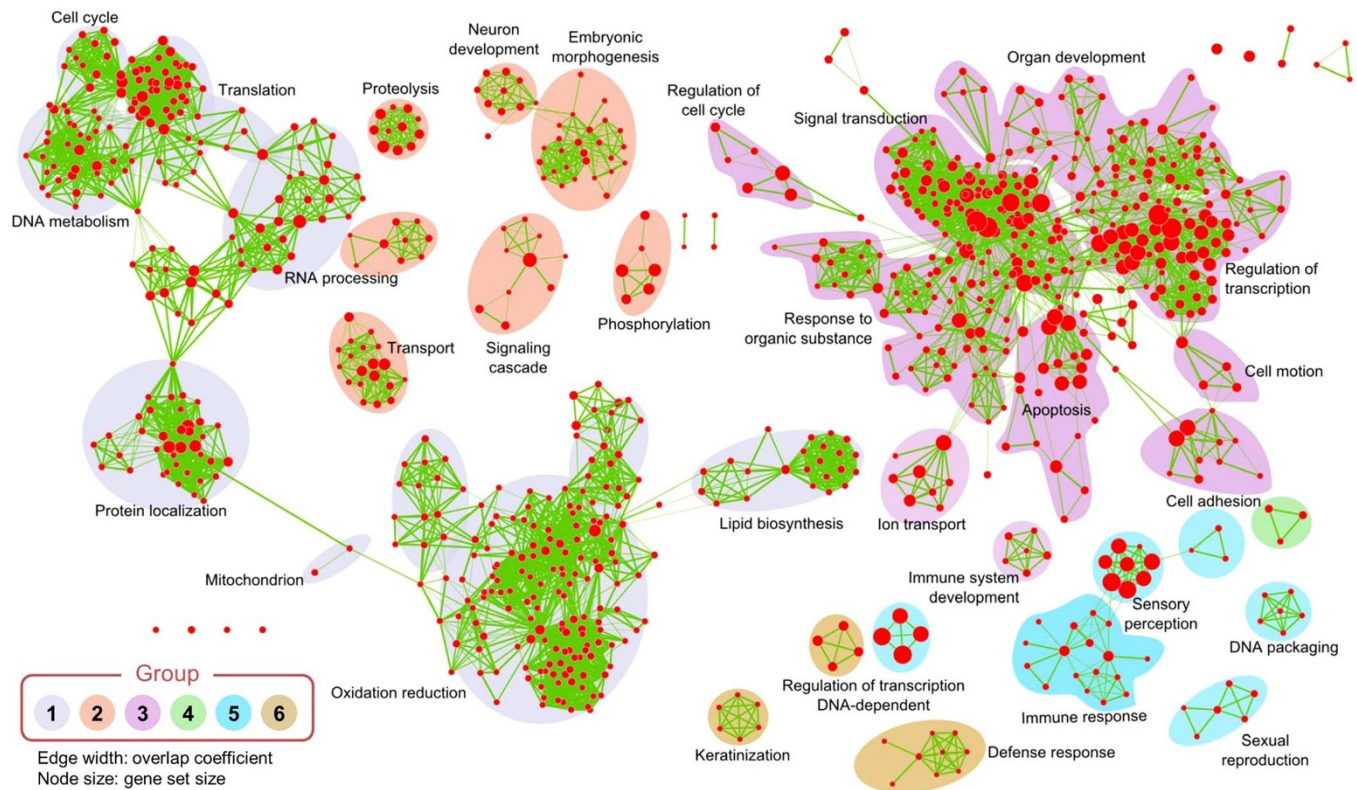 Cell cycle
Translation
DNA metabolism
RNA processing
Protein localization
Mitochondrion
Proteolysis
Neuron
development
Embryonic
morphogenesis
Transport
Signaling
cascade
Phosphorylation
Oxidation reduction
Lipid biosynthesis
Regulation of
cell cycle
Signal transduction
Organ development
Regulation of
transcription
Response to
organic substance
Apoptosis
Cell motion
Cell adhesion
Ion transport
Immune system
development
Sensory
perception
DNA packaging
Regulation of transcription
DNA-dependent
Immune response
Sexual
reproduction
Keratinization
Defense response
Group
1 2 3 4 5 6
Edge width: overlap coefficient
Node size: gene set size